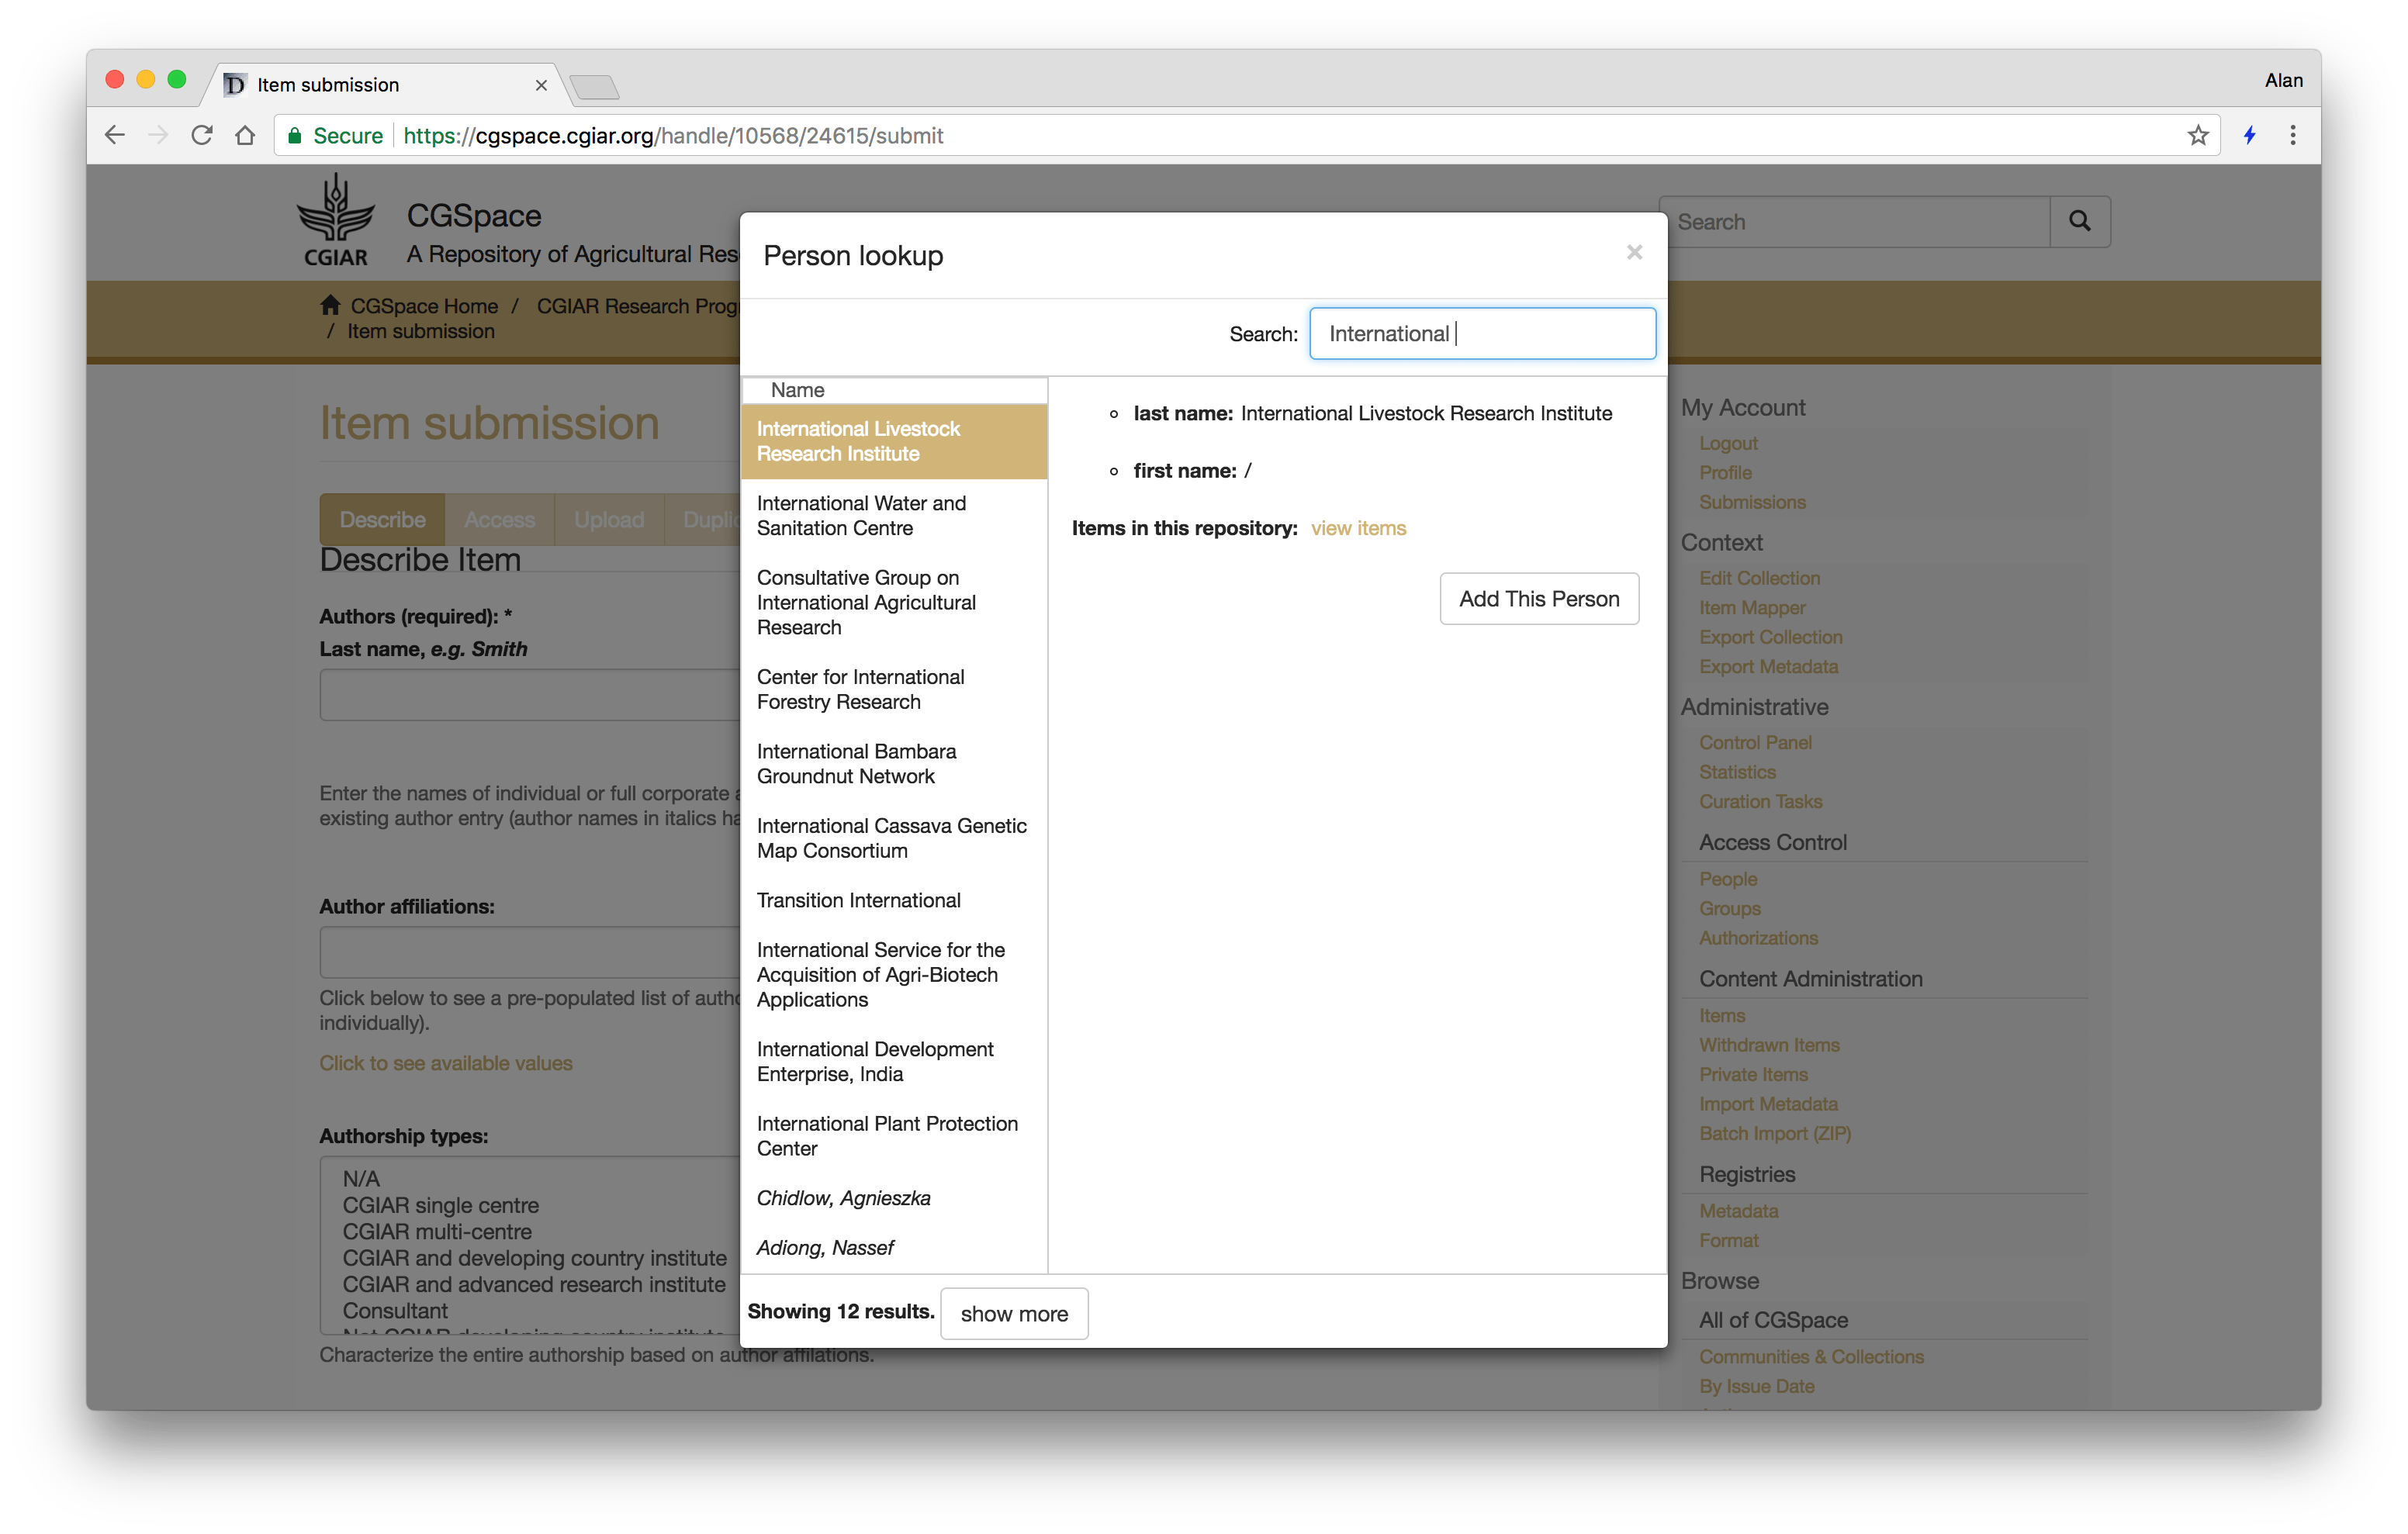 Item submission
Alan
Secure https://cgspace.cgiar.org/handle/10568/24615/submit
CGIAR
CGSpace
A Repository of Agricultural Res
Search
CGSpace Home / CGIAR Research Prog
/ Item submission
Item submission
Describe Access Upload Duplic
Describe Item
Authors (required): *
Last name, e.g. Smith
Enter the names of individual or full corporate a
existing author entry (author names in italics ha
Author affiliations:
Click below to see a pre-populated list of autho
individually).
Click to see available values
Authorship types:
N/A
CGIAR single centre
CGIAR multi-centre
CGIAR and developing country institute
CGIAR and advanced research institute
Consultant
Not CGIAR developing country institute
Characterize the entire authorship based on author affilations.
Person lookup
×
Search: International
Name
International Livestock
Research Institute
International Water and
Sanitation Centre
Consultative Group on
International Agricultural
Research
Center for International
Forestry Research
International Bambara
Groundnut Network
International Cassava Genetic
Map Consortium
Transition International
International Service for the
Acquisition of Agri-Biotech
Applications
International Development
Enterprise, India
International Plant Protection
Center
Chidlow, Agnieszka
Adiong, Nassef
last name: International Livestock Research Institute
first name: /
Items in this repository: view items
Add This Person
Showing 12 results. show more
My Account
Logout
Profile
Submissions
Context
Edit Collection
Item Mapper
Export Collection
Export Metadata
Administrative
Control Panel
Statistics
Curation Tasks
Access Control
People
Groups
Authorizations
Content Administration
Items
Withdrawn Items
Private Items
Import Metadata
Batch Import (ZIP)
Registries
Metadata
Format
Browse
All of CGSpace
Communities & Collections
By Issue Date